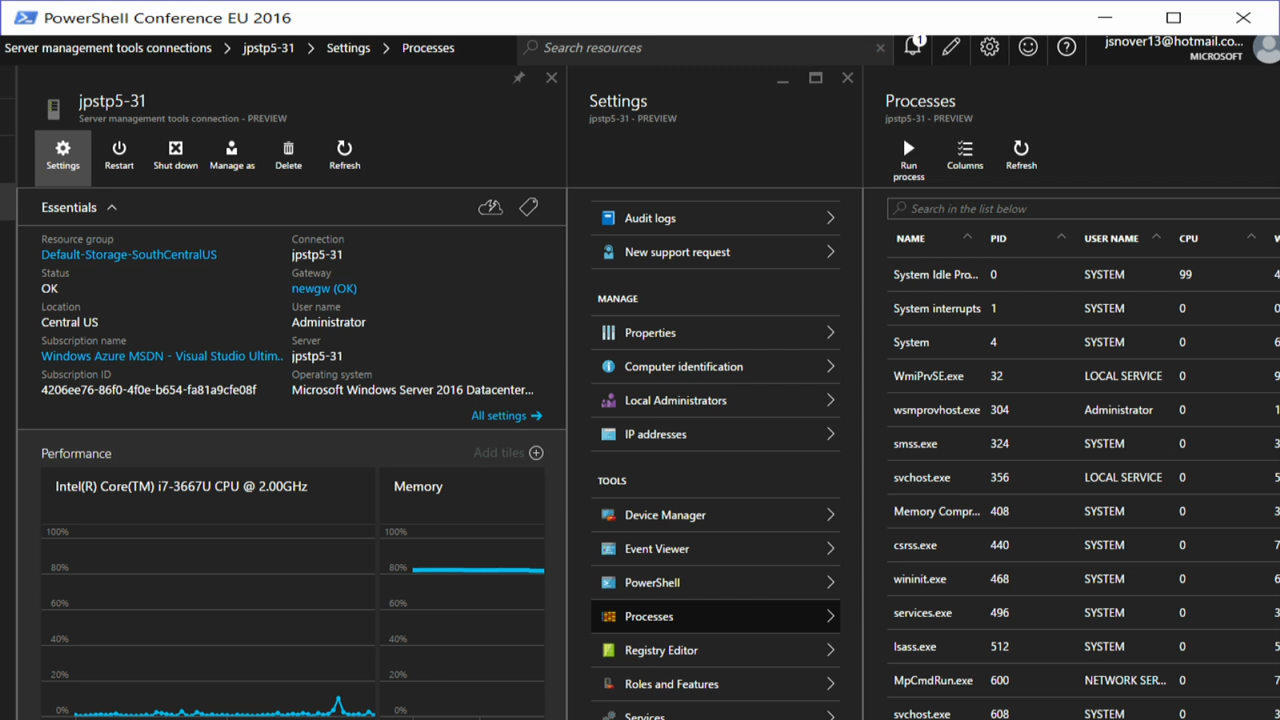 PowerShell Conference EU 2016
Server management tools connections > jpstp5-31 > Settings > Processes
Search resources
1
jsnover13@hotmail.co...
MICROSOFT
jpstp5-31
Server management tools connection - PREVIEW
Settings
Restart
Shut down
Manage as
Delete
Refresh
Essentials
Resource group
Default-Storage-SouthCentralUS
Connection
jpstp5-31
Status
OK
Gateway
newgw (OK)
Location
Central US
User name
Administrator
Subscription name
Windows Azure MSDN - Visual Studio Ultim...
Server
jpstp5-31
Subscription ID
4206ee76-86f0-4f0e-b654-fa81a9cfe08f
Operating system
Microsoft Windows Server 2016 Datacenter...
All settings
Performance
Add tiles
Intel(R) Core(TM) i7-3667U CPU @ 2.00GHz
100%
80%
60%
40%
20%
0%
Memory
100%
80%
60%
40%
20%
0%
Settings
jpstp5-31 - PREVIEW
Audit logs
New support request
MANAGE
Properties
Computer identification
Local Administrators
IP addresses
TOOLS
Device Manager
Event Viewer
PowerShell
Processes
Registry Editor
Roles and Features
Services
Processes
jpstp5-31 - PREVIEW
Run process
Columns
Refresh
Search in the list below
NAME PID USER NAME CPU
System Idle Pro... 0 SYSTEM 99
System interrupts 1 SYSTEM 0
System 4 SYSTEM 0
WmiPrvSE.exe 32 LOCAL SERVICE 0
wsmprovhost.exe 304 Administrator 0
smss.exe 324 SYSTEM 0
svchost.exe 356 LOCAL SERVICE 0
Memory Compr... 408 SYSTEM 0
csrss.exe 440 SYSTEM 0
wininit.exe 468 SYSTEM 0
services.exe 496 SYSTEM 0
lsass.exe 512 SYSTEM 0
MpCmdRun.exe 600 NETWORK SER... 0
svchost.exe 608 SYSTEM 0